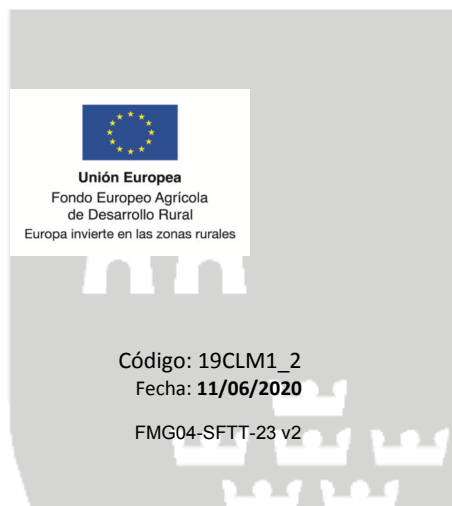 Unión Europea
Fondo Europeo Agrícola
de Desarrollo Rural
Europa invierte en las zonas rurales
Código: 19CLM1_2
Fecha: 11/06/2020
FMG04-SFTT-23 v2